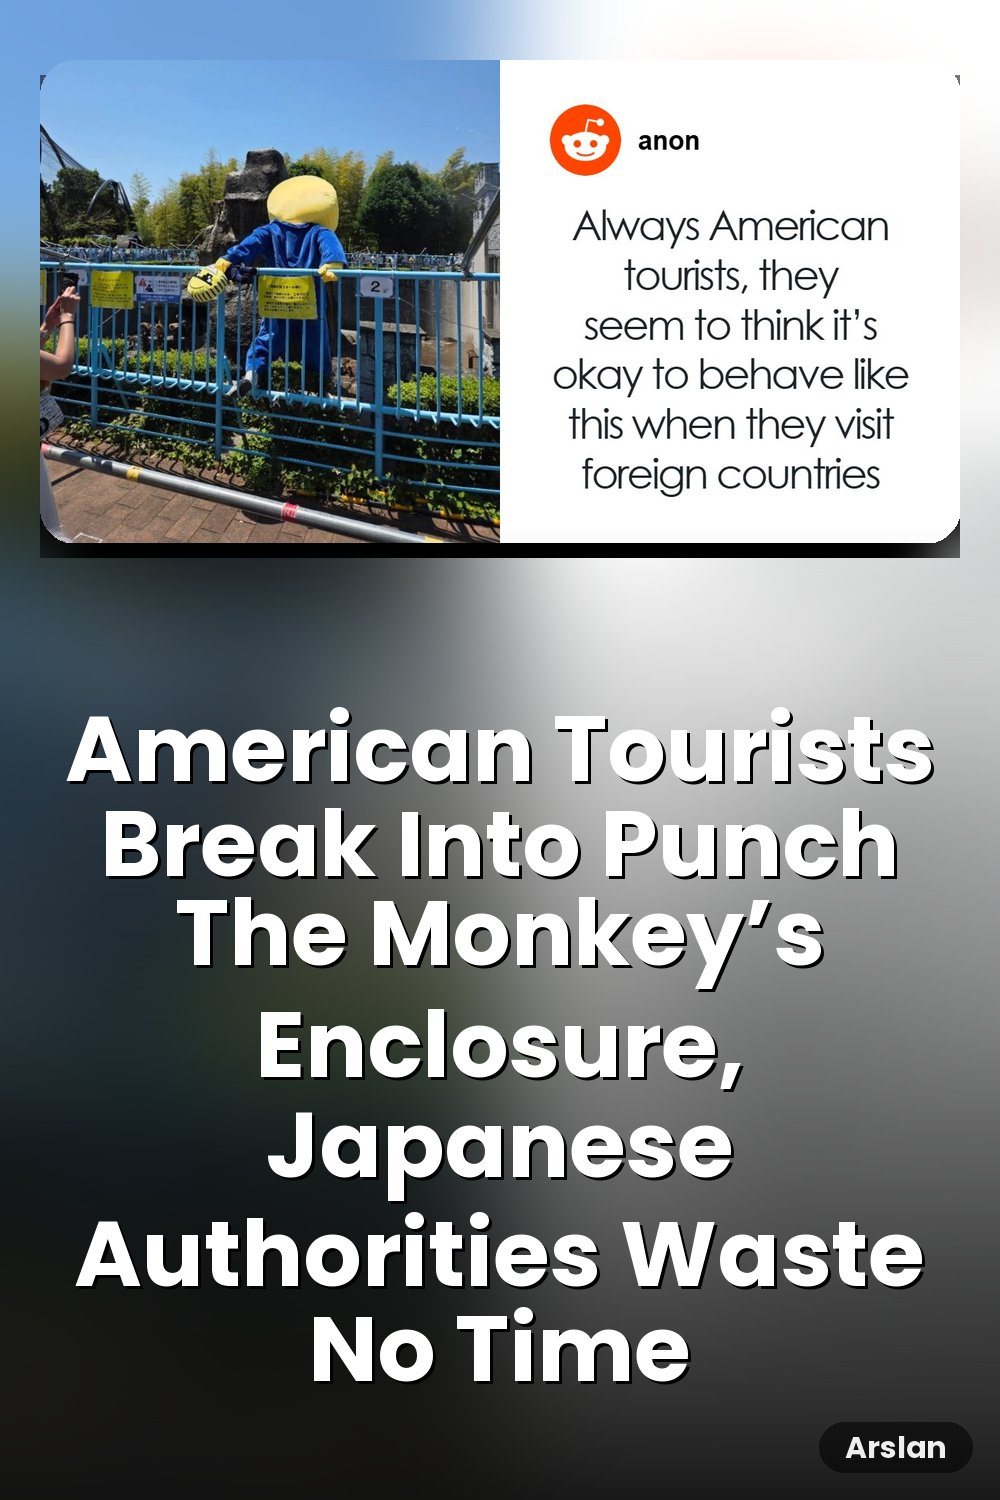 anon
Always American
tourists, they
seem to think it’s
okay to behave like
this when they visit
foreign countries
2
American Tourists
Break Into Punch
The Monkey’s
Enclosure,
Japanese
Authorities Waste
No Time
Arslan